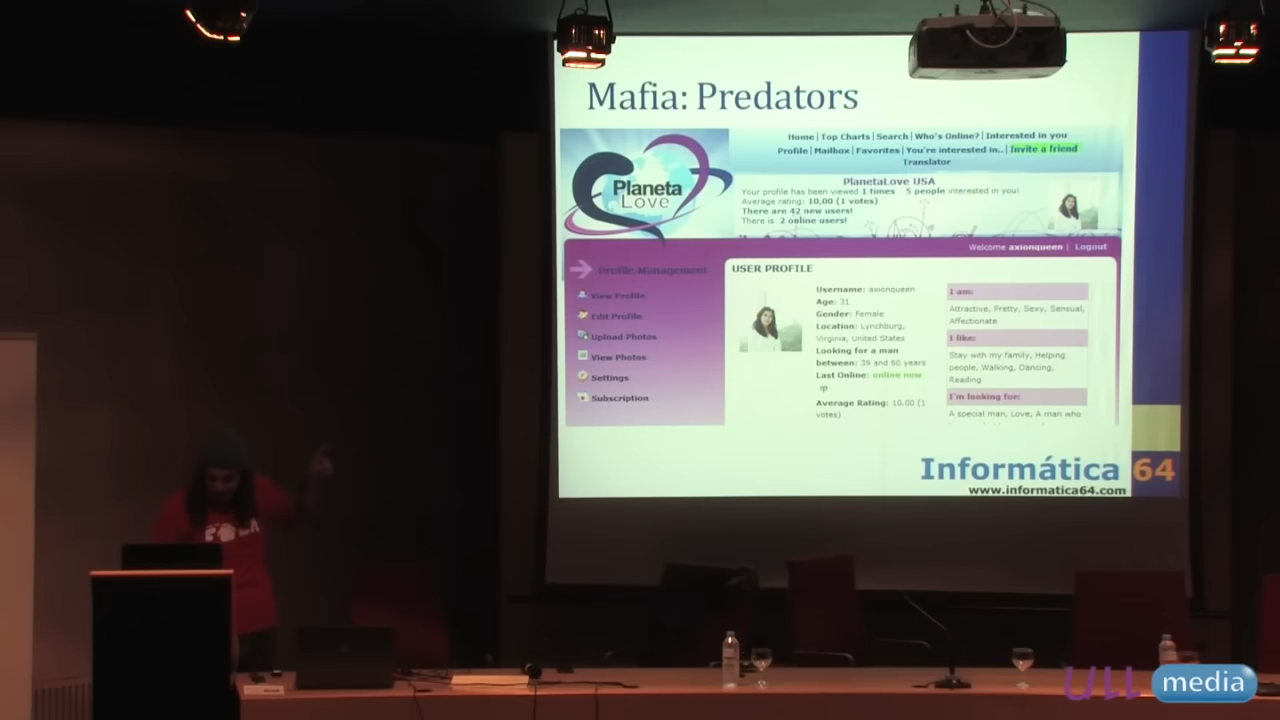 Mafia: Predators
Home | Top Charts | Search | Who's Online? | Interested in you
Profile | Mailbox | Favorites | You're interested in.. | Invite a friend
Translator
Planeta
Love
PlanetaLove USA
Your profile has been viewed 1 times 5 people interested in you!
Average rating: 10,00 (1 votes)
There are 42 new users!
There is 2 online users!
Welcome axionqueen | Logout
Profile Management
View Profile
Edit Profile
Upload Photos
View Photos
Settings
Subscription
USER PROFILE
Username: axionqueen
Age: 31
Gender: Female
Location: Lynchburg,
Virginia, United States
Looking for a man
between: 39 and 60 years
Last Online: online now
ip
Average Rating: 10.00 (1
votes)
I am:
Attractive, Pretty, Sexy, Sensual,
Affectionate
I like:
Stay with my family, Helping
people, Walking, Dancing,
Reading
I'm looking for:
A special man, Love, A man who
Informática 64
www.informatica64.com
ULL media